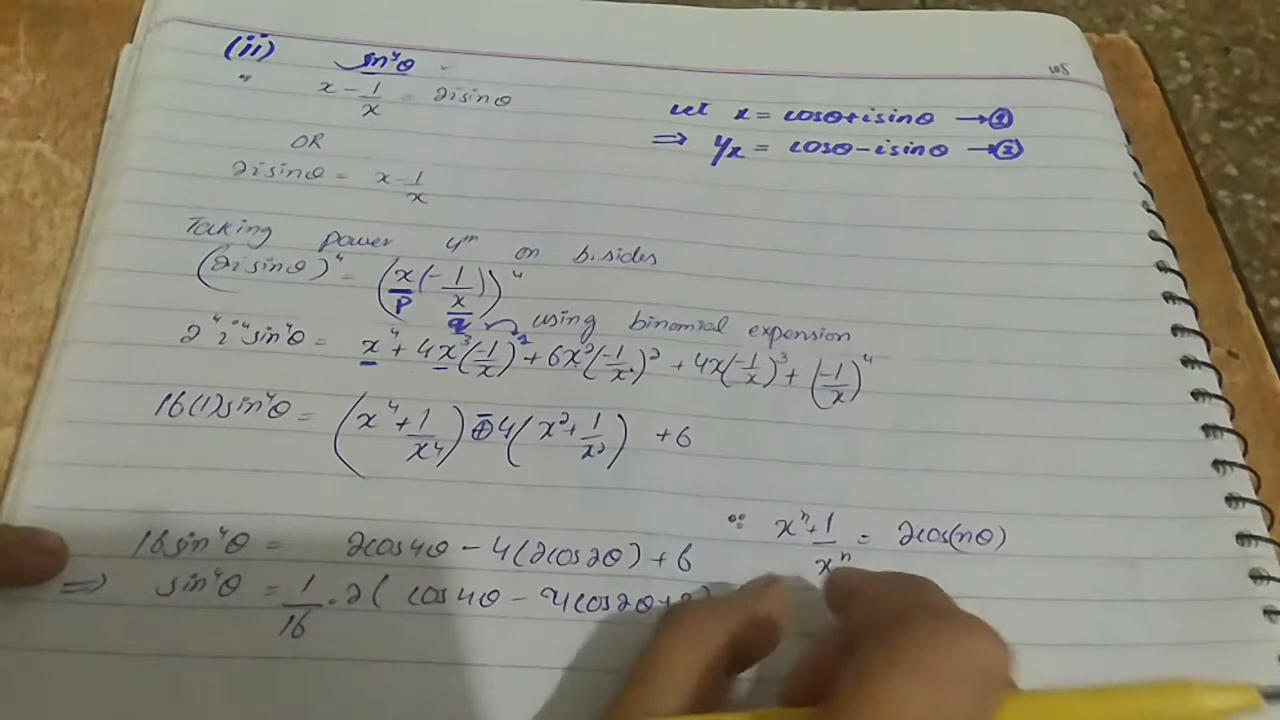 105
(ii) sin⁴θ
∵ x - 1/x = 2isinθ
let x = cosθ+isinθ →①
⇒ 1/x = cosθ-isinθ →②
OR
2isinθ = x - 1/x
Taking power 4th on b.sides
(2isinθ)⁴ = (x(-1/x))⁴
P q using binomial expension
2⁴i⁴sin⁴θ = x⁴ + 4x³(-1/x) + 6x²(-1/x)² + 4x(-1/x)³ + (-1/x)⁴
16(1)sin⁴θ = (x⁴+1/x⁴) - 4(x²+1/x²) + 6
∵ xⁿ+1/xⁿ = 2cos(nθ)
16sin⁴θ = 2cos4θ - 4(2cos2θ) + 6
⇒ sin⁴θ = 1/16 . 2( cos4θ - 4cos2θ+